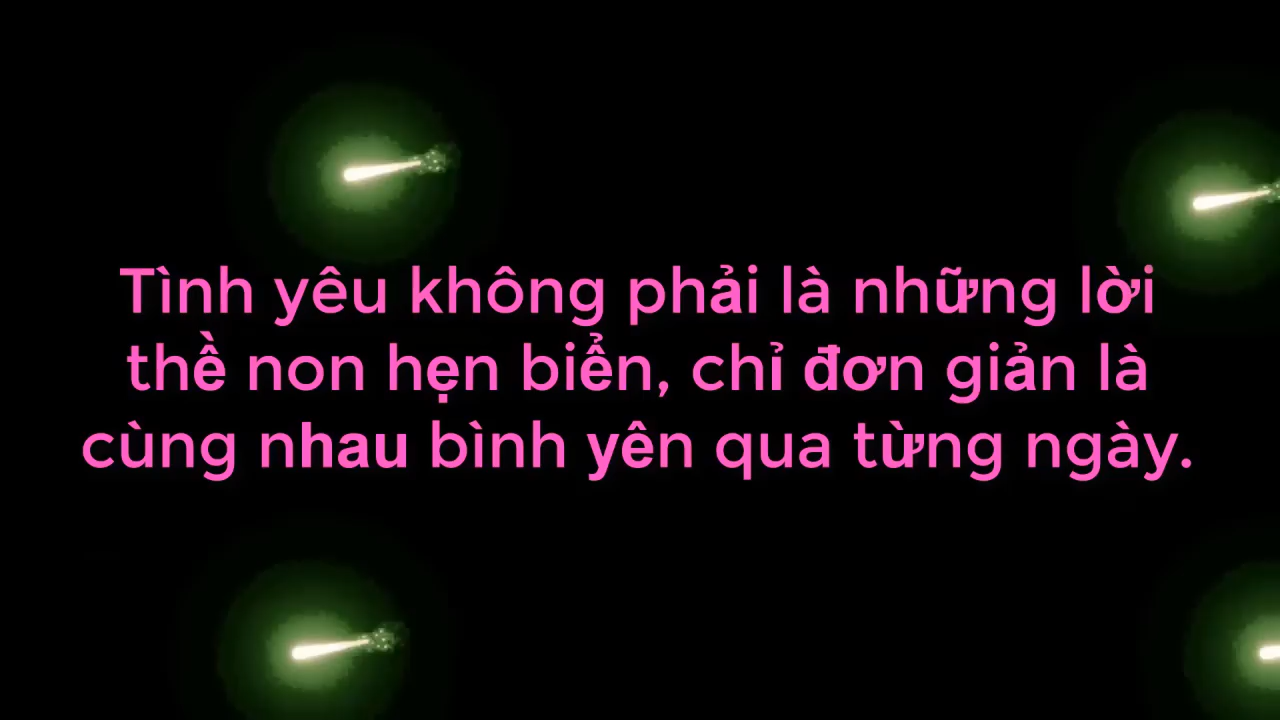 Tình yêu không phải là những lời
thề non hẹn biển, chỉ đơn giản là
cùng nhau bình yên qua từng ngày.